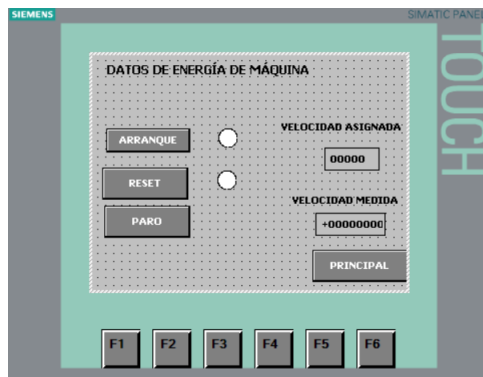 SIEMENS
SIMATIC PANEL
TOUCH
DATOS DE ENERGÍA DE MÁQUINA
ARRANQUE
VELOCIDAD ASIGNADA
00000
RESET
VELOCIDAD MEDIDA
PARO
+00000000
PRINCIPAL
F1 F2 F3 F4 F5 F6